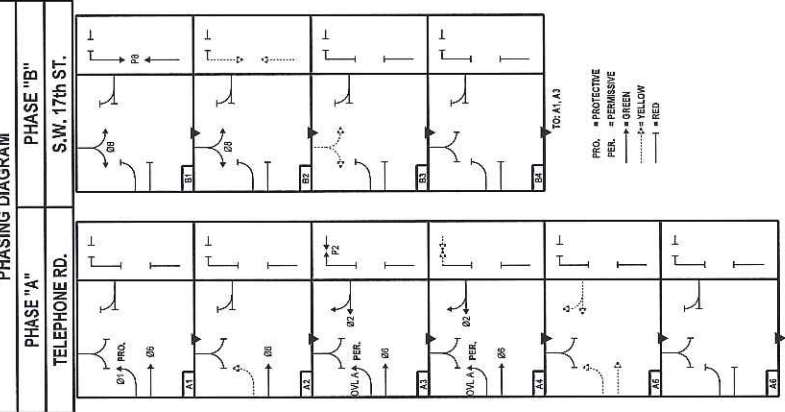 PHASING DIAGRAM
PHASE "A"
PHASE "B"
TELEPHONE RD.
S.W. 17th ST.
Ø1 PRO.
Ø6
A1
Ø6
A2
OVL A PER.
Ø2
Ø6
P2
A3
OVL A PER.
Ø2
Ø6
A4
A5
A6
Ø8
P8
B1
Ø8
B2
B3
B4
TO: A1, A3
PRO. = PROTECTIVE
PER. = PERMISSIVE
= GREEN
= YELLOW
= RED